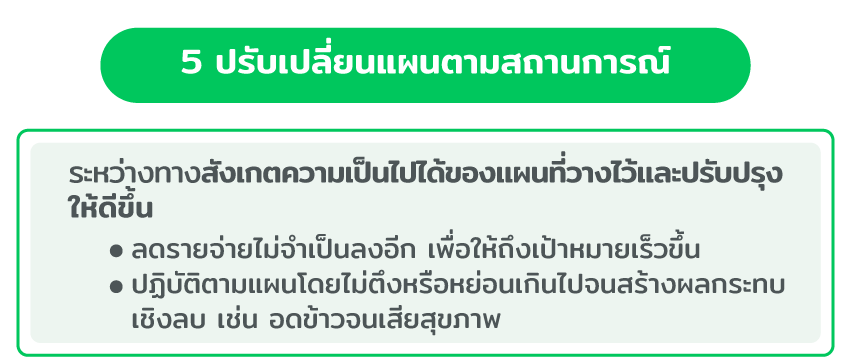 5 ปรับเปลี่ยนแผนตามสถานการณ์
ระหว่างทางสังเกตความเป็นไปได้ของแผนที่วางไว้และปรับปรุง
ให้ดีขึ้น
● ลดรายจ่ายไม่จำเป็นลงอีก เพื่อให้ถึงเป้าหมายเร็วขึ้น
● ปฏิบัติตามแผนโดยไม่ตึงหรือหย่อนเกินไปจนสร้างผลกระทบ
เชิงลบ เช่น อดข้าวจนเสียสุขภาพ